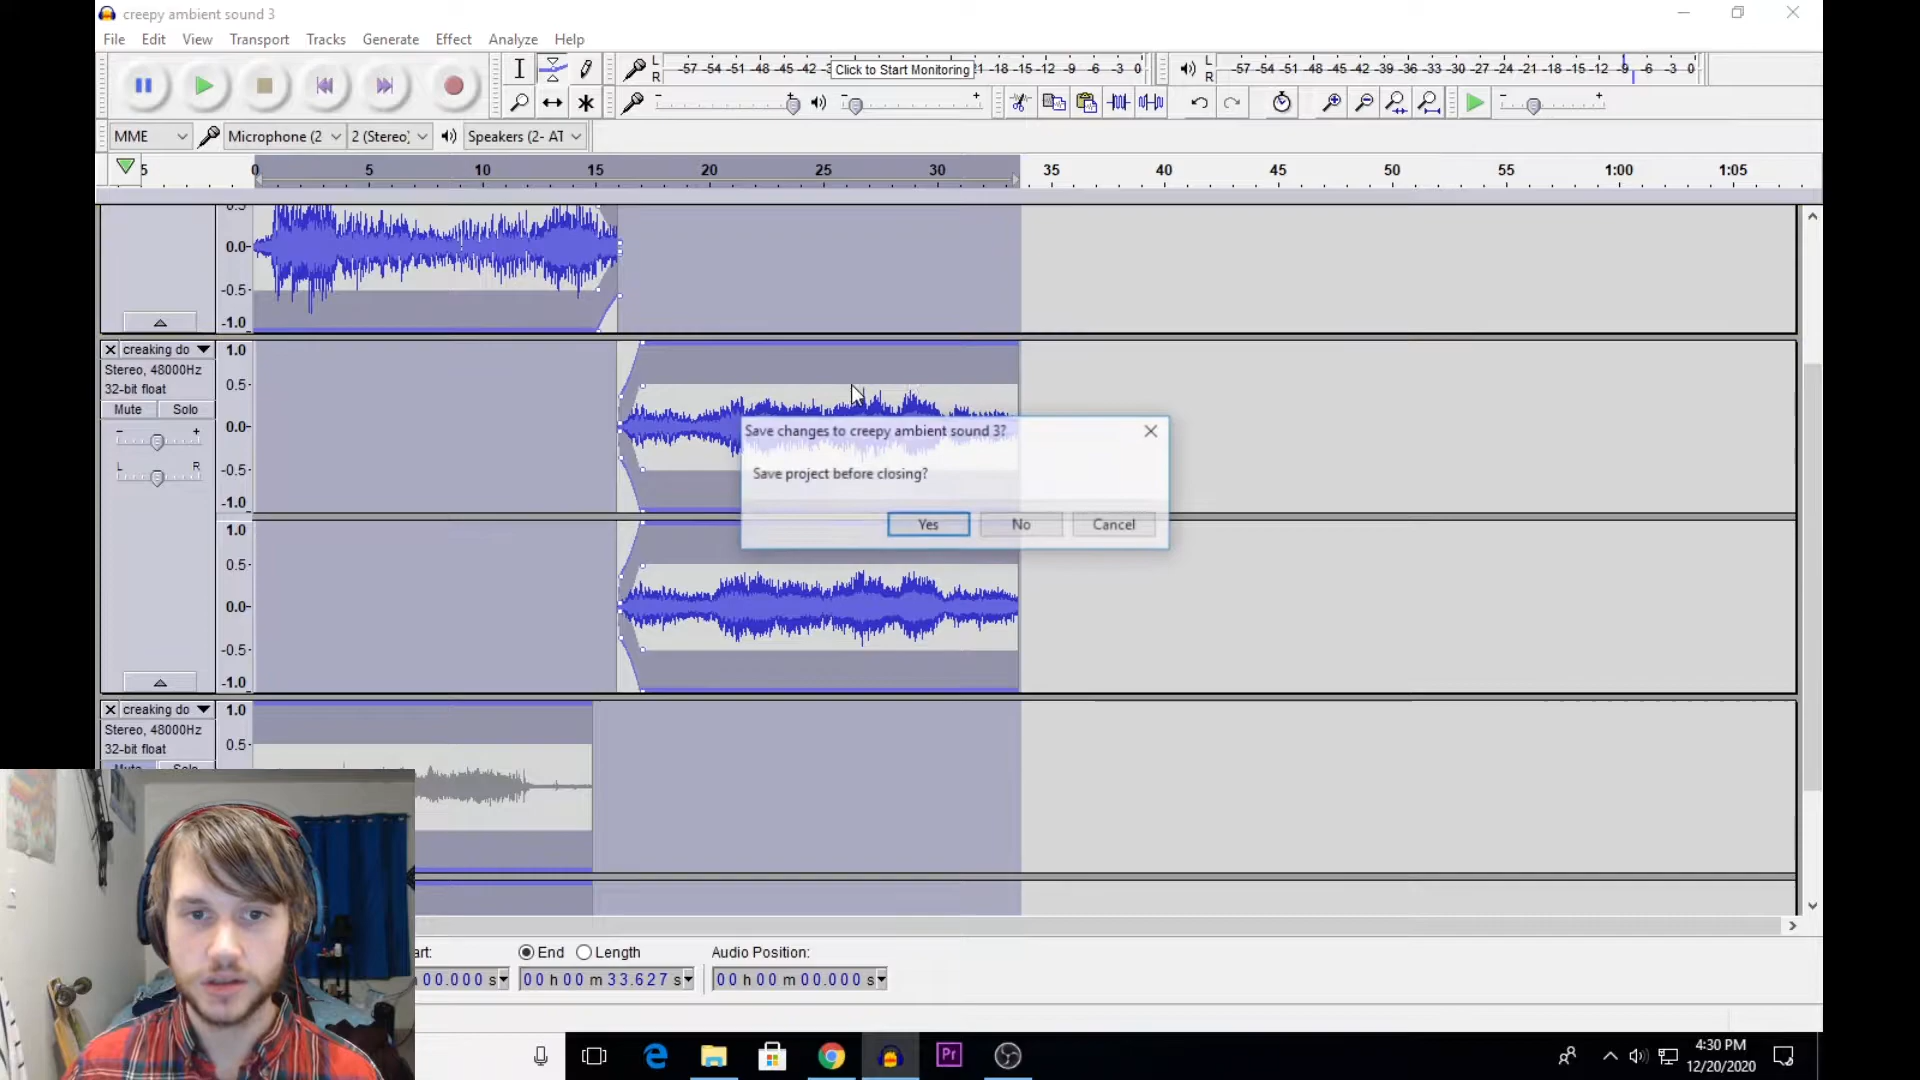 creepy ambient sound 3
File Edit View Transport Tracks Generate Effect Analyze Help
L R -57 -54 -51 -48 -45 -42 -3 Click to Start Monitoring 1 -18 -15 -12 -9 -6 -3 0
L R -57 -54 -51 -48 -45 -42 -39 -36 -33 -30 -27 -24 -21 -18 -15 -12 -9 -6 -3 0
MME Microphone (2 2 (Stereo) Speakers (2- AT
5 0 5 10 15 20 25 30 35 40 45 50 55 1:00 1:05
0.0
-0.5
-1.0
creaking do 1.0
Stereo, 48000Hz
32-bit float
0.5
Mute Solo
0.0
L R
-0.5
-1.0
1.0
0.5
0.0
-0.5
-1.0
Save changes to creepy ambient sound 3?
Save project before closing?
Yes No Cancel
creaking do 1.0
Stereo, 48000Hz
32-bit float
0.5
Mute Solo
End Length Audio Position:
00.000 s 00 h 00 m 33.627 s 00 h 00 m 00.000 s
Pr
4:30 PM
12/20/2020